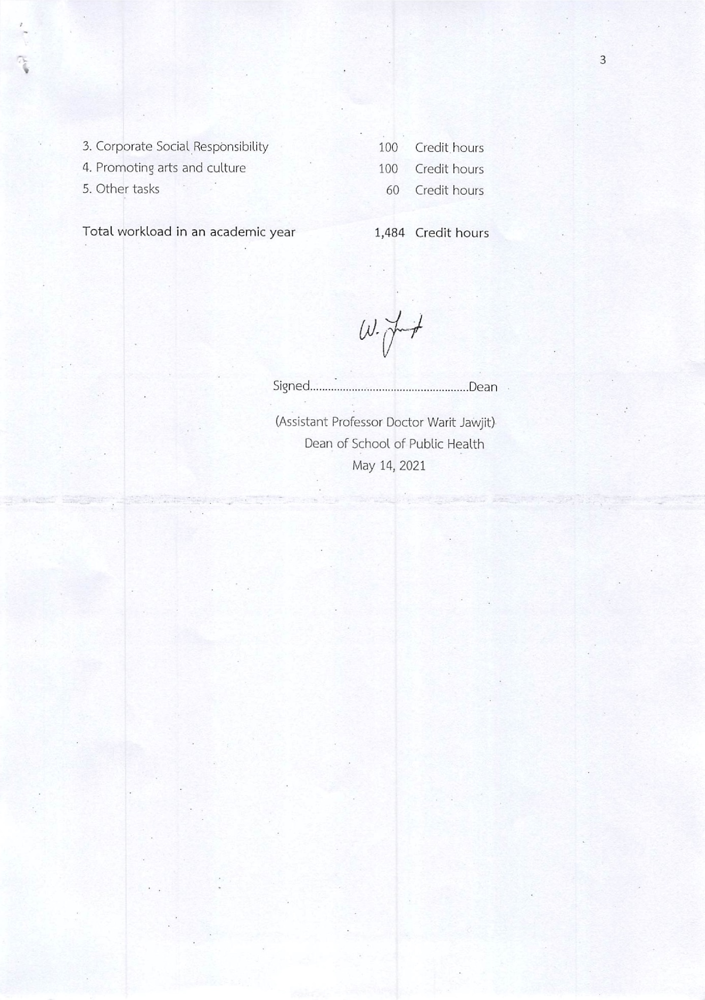 3
3. Corporate Social Responsibility 100 Credit hours
4. Promoting arts and culture 100 Credit hours
5. Other tasks 60 Credit hours
Total workload in an academic year 1,484 Credit hours
W. Jawjit
Signed.....................................................Dean
(Assistant Professor Doctor Warit Jawjit)
Dean of School of Public Health
May 14, 2021